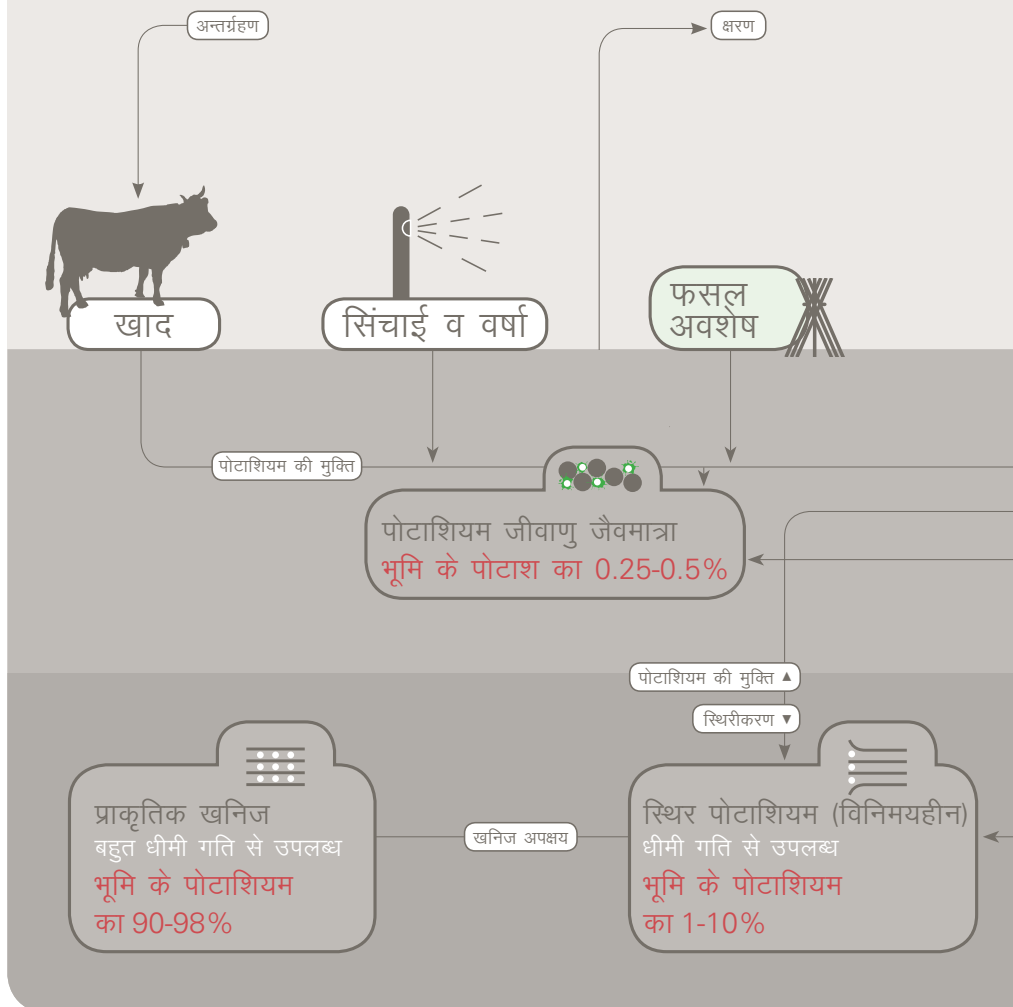 अन्तर्ग्रहण
क्षरण
खाद
सिंचाई व वर्षा
फसल
अवशेष
पोटाशियम की मुक्ति
पोटाशियम जीवाणु जैवमात्रा
भूमि के पोटाश का 0.25-0.5%
पोटाशियम की मुक्ति ▲
स्थिरीकरण ▼
प्राकृतिक खनिज
बहुत धीमी गति से उपलब्ध
भूमि के पोटाशियम
का 90-98%
खनिज अपक्षय
स्थिर पोटाशियम (विनिमयहीन)
धीमी गति से उपलब्ध
भूमि के पोटाशियम
का 1-10%